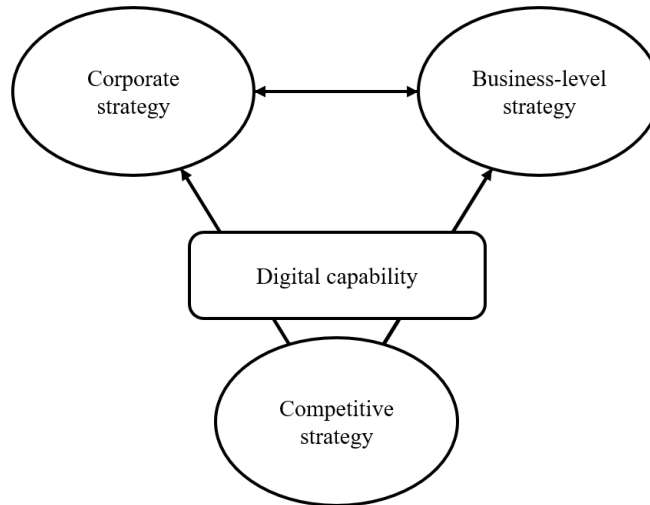 Corporate
strategy
Business-level
strategy
Digital capability
Competitive
strategy